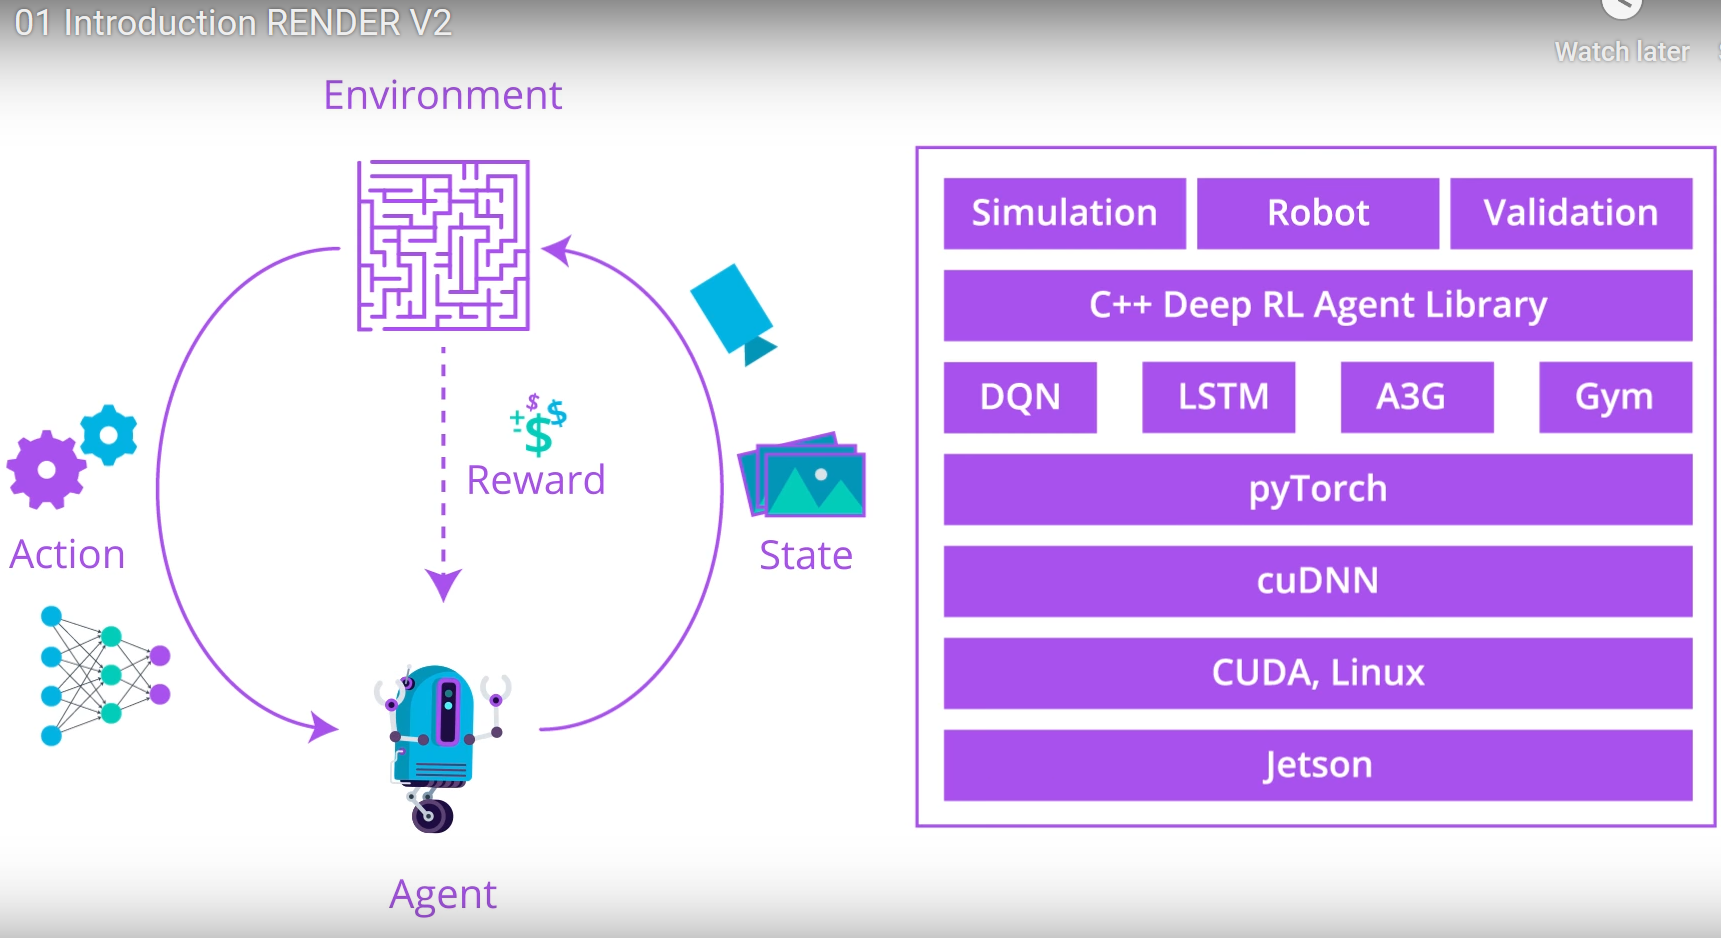 01 Introduction RENDER V2
Watch later
Environment
Reward
Action
State
Agent
Simulation
Robot
Validation
C++ Deep RL Agent Library
DQN
LSTM
A3G
Gym
pyTorch
cuDNN
CUDA, Linux
Jetson